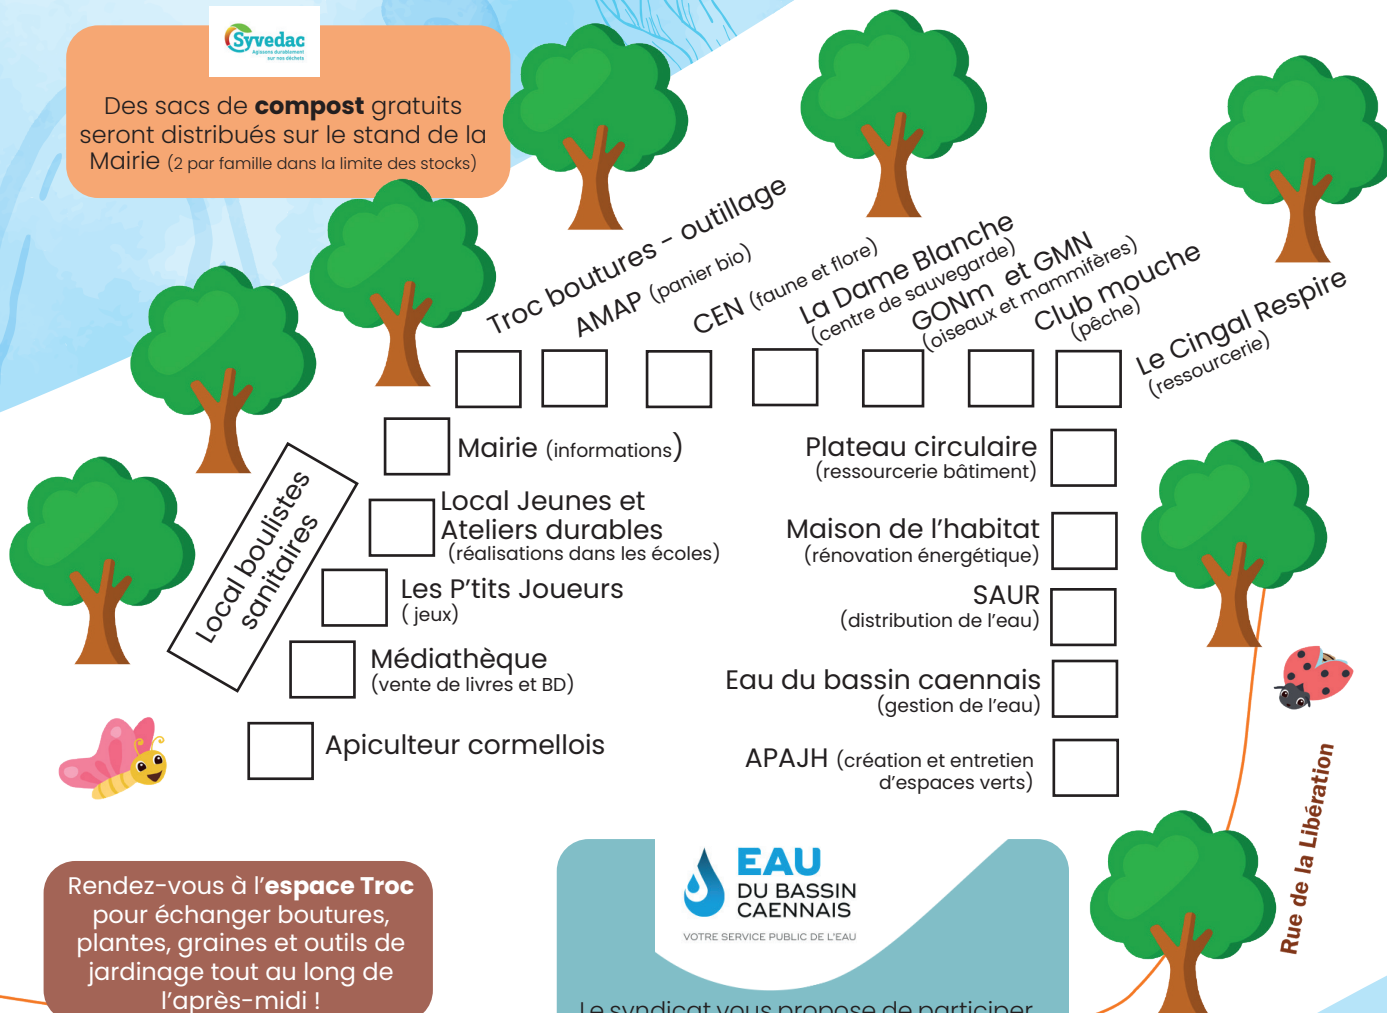 Syvedac
Agissons durablement
sur nos déchets
Des sacs de compost gratuits
seront distribués sur le stand de la
Mairie (2 par famille dans la limite des stocks)
Troc boutures - outillage
AMAP (panier bio)
CEN (faune et flore)
La Dame Blanche
(centre de sauvegarde)
GONm et GMN
(oiseaux et mammifères)
Club mouche
(pêche)
Le Cingal Respire
(ressourcerie)
Mairie (informations)
Local Jeunes et
Ateliers durables
(réalisations dans les écoles)
Les P'tits Joueurs
( jeux)
Médiathèque
(vente de livres et BD)
Apiculteur cormellois
Local boulistes
sanitaires
Plateau circulaire
(ressourcerie bâtiment)
Maison de l'habitat
(rénovation énergétique)
SAUR
(distribution de l'eau)
Eau du bassin caennais
(gestion de l'eau)
APAJH (création et entretien
d'espaces verts)
Rue de la Libération
Rendez-vous à l'espace Troc
pour échanger boutures,
plantes, graines et outils de
jardinage tout au long de
l'après-midi !
EAU
DU BASSIN
CAENNAIS
VOTRE SERVICE PUBLIC DE L'EAU
Le syndicat vous propose de participer